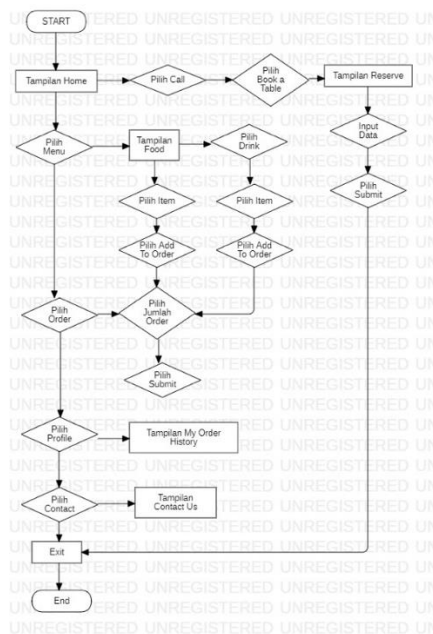 START
Tampilan Home
Pilih Call
Pilih
Book a
Table
Tampilan Reserve
Pilih
Menu
Tampilan
Food
Pilih
Drink
Input
Data
Pilih Item
Pilih Item
Pilih
Submit
Pilih Add
To Order
Pilih Add
To Order
Pilih
Order
Pilih
Jumlah
Order
Pilih
Submit
Pilih
Profile
Tampilan My Order
History
Pilih
Contact
Tampilan
Contact Us
Exit
End
UNREGISTERED